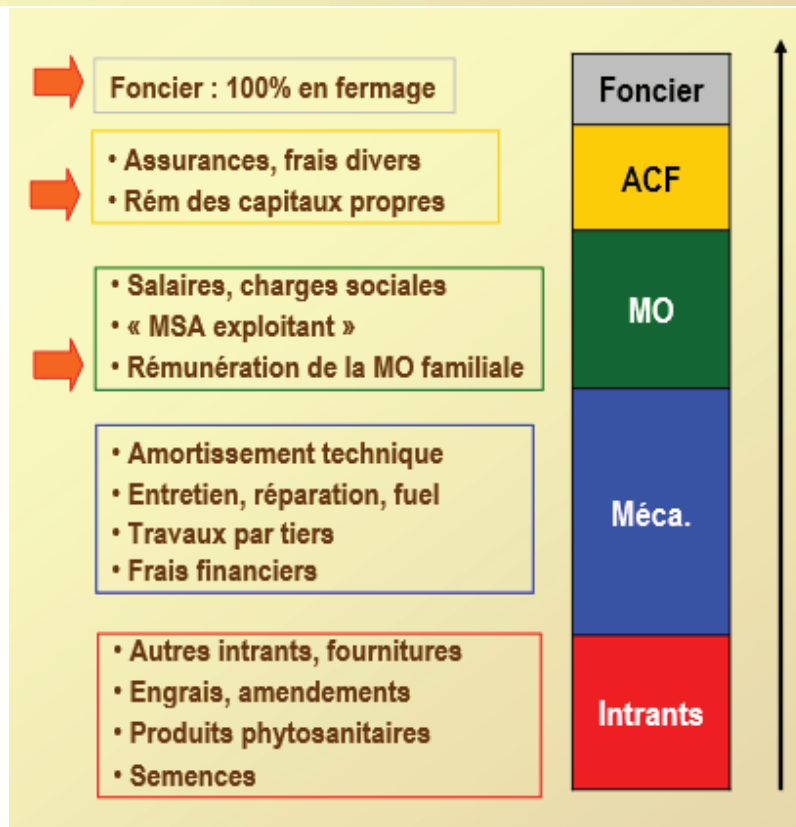 Foncier : 100% en fermage
Foncier
• Assurances, frais divers
• Rém des capitaux propres
ACF
• Salaires, charges sociales
• « MSA exploitant »
• Rémunération de la MO familiale
MO
• Amortissement technique
• Entretien, réparation, fuel
• Travaux par tiers
• Frais financiers
Méca.
• Autres intrants, fournitures
• Engrais, amendements
• Produits phytosanitaires
• Semences
Intrants